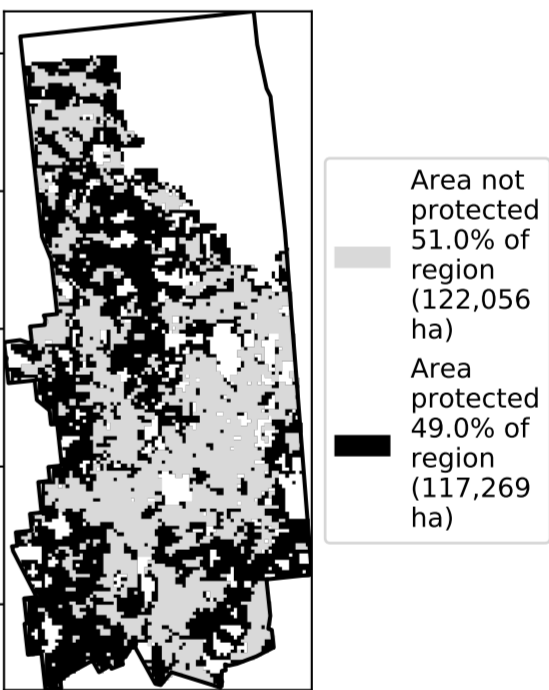 Area not
protected
51.0% of
region
(122,056
ha)
Area
protected
49.0% of
region
(117,269
ha)